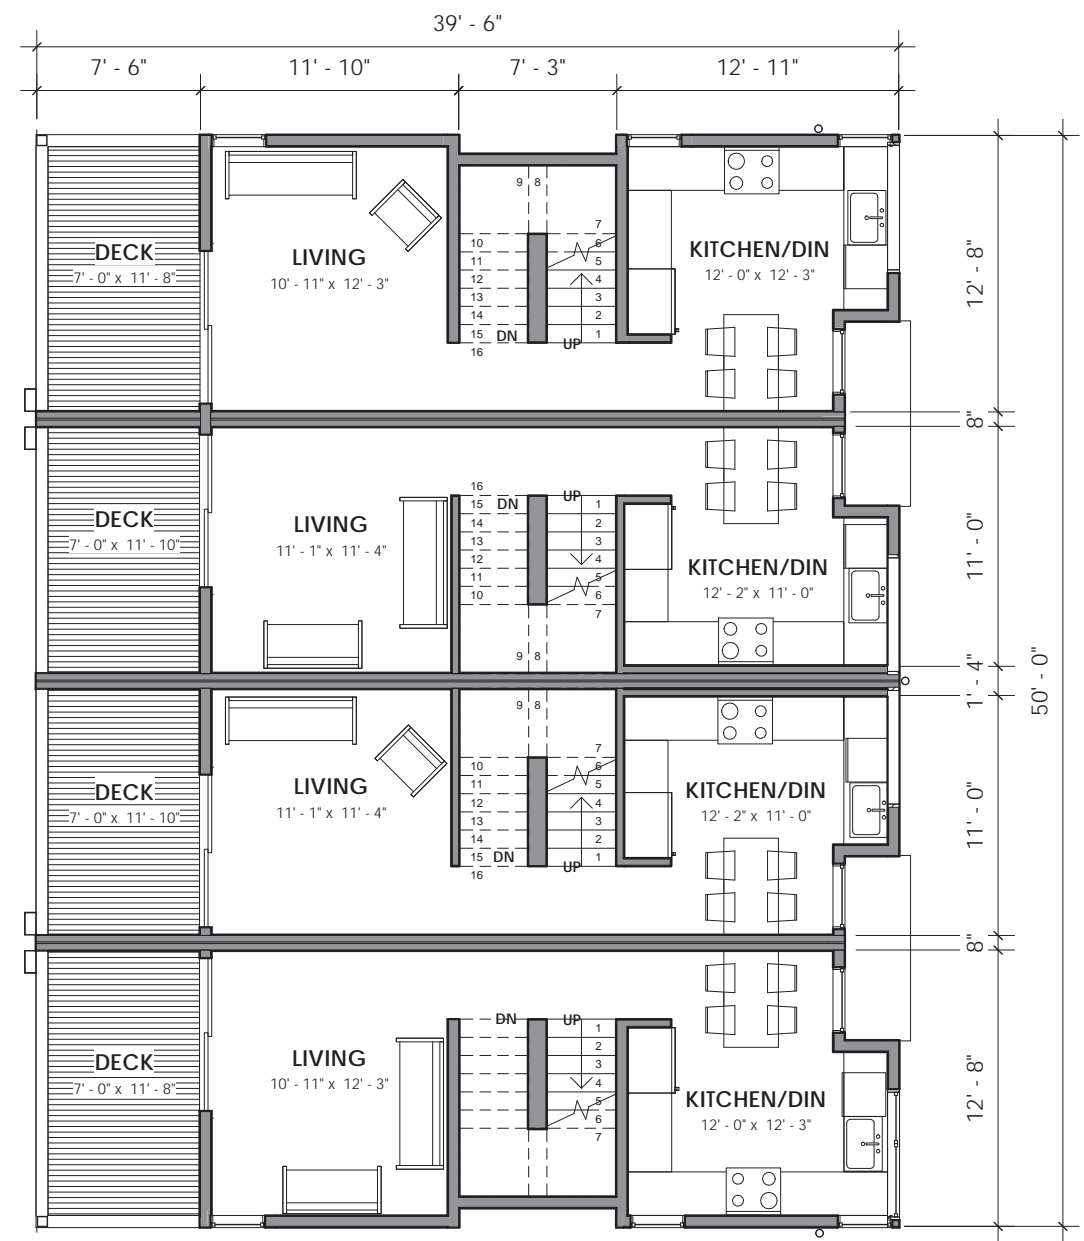 39' - 6"
7' - 6" 11' - 10" 7' - 3" 12' - 11"
9 8
7
10 6
11 5
12 4
13 3
14 2
15 DN UP 1
16
DECK
7' - 0" x 11' - 8"
LIVING
10' - 11" x 12' - 3"
KITCHEN/DIN
12' - 0" x 12' - 3"
12' - 8"
8"
16
15 DN UP 1
14 2
13 3
12 4
11 5
10 6
7
9 8
DECK
7' - 0" x 11' - 10"
LIVING
11' - 1" x 11' - 4"
KITCHEN/DIN
12' - 2" x 11' - 0"
11' - 0"
1' - 4"
50' - 0"
9 8
7
10 6
11 5
12 4
13 3
14 2
15 DN UP 1
16
DECK
7' - 0" x 11' - 10"
LIVING
11' - 1" x 11' - 4"
KITCHEN/DIN
12' - 2" x 11' - 0"
11' - 0"
8"
DN UP 1
2
3
4
5
6
7
DECK
7' - 0" x 11' - 8"
LIVING
10' - 11" x 12' - 3"
KITCHEN/DIN
12' - 0" x 12' - 3"
12' - 8"